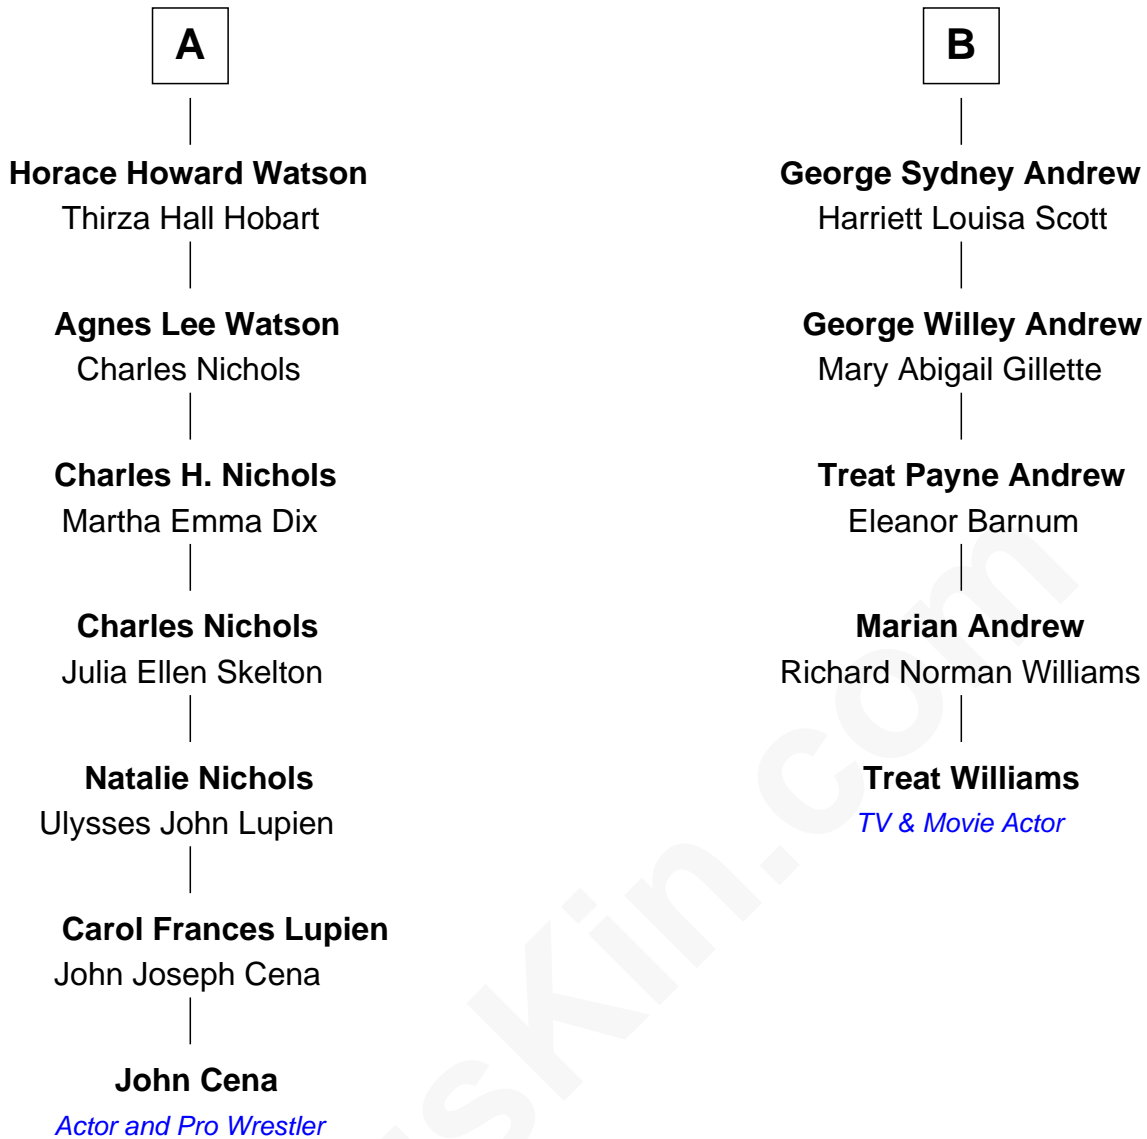 A
Horace Howard Watson
Thirza Hall Hobart
Agnes Lee Watson
Charles Nichols
Charles H. Nichols
Martha Emma Dix
Charles Nichols
Julia Ellen Skelton
Natalie Nichols
Ulysses John Lupien
Carol Frances Lupien
John Joseph Cena
John Cena
Actor and Pro Wrestler
B
George Sydney Andrew
Harriett Louisa Scott
George Willey Andrew
Mary Abigail Gillette
Treat Payne Andrew
Eleanor Barnum
Marian Andrew
Richard Norman Williams
Treat Williams
TV & Movie Actor